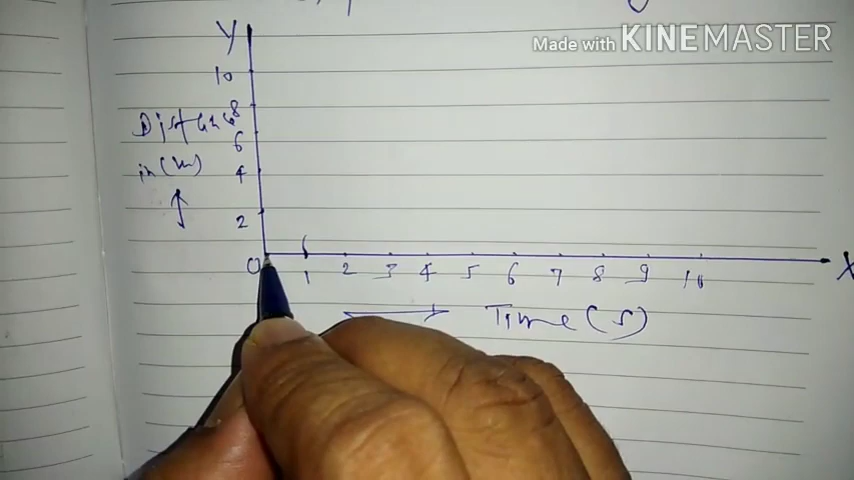 Made with KINEMASTER
Y
10
8
Distance
6
in (m)
4
2
0
1 2 3 4 5 6 7 8 9 10
X
Time (s)